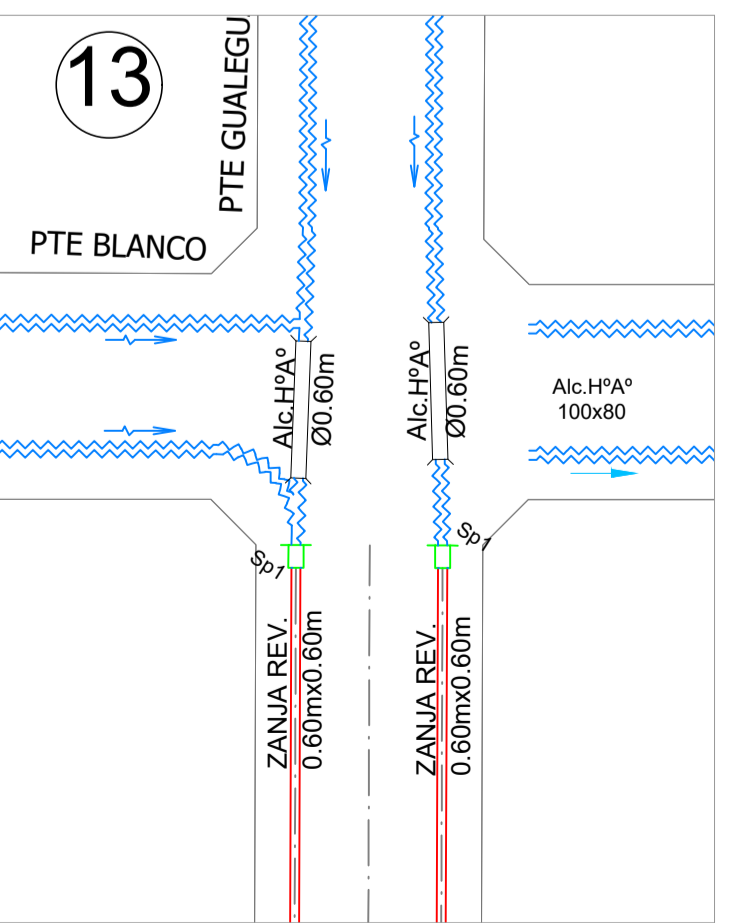 13
PTE GUALEGU
PTE BLANCO
Alc.HºAº
Ø0.60m
Alc.HºAº
Ø0.60m
Alc.HºAº
100x80
Sp1
Sp1
ZANJA REV.
0.60mx0.60m
ZANJA REV.
0.60mx0.60m